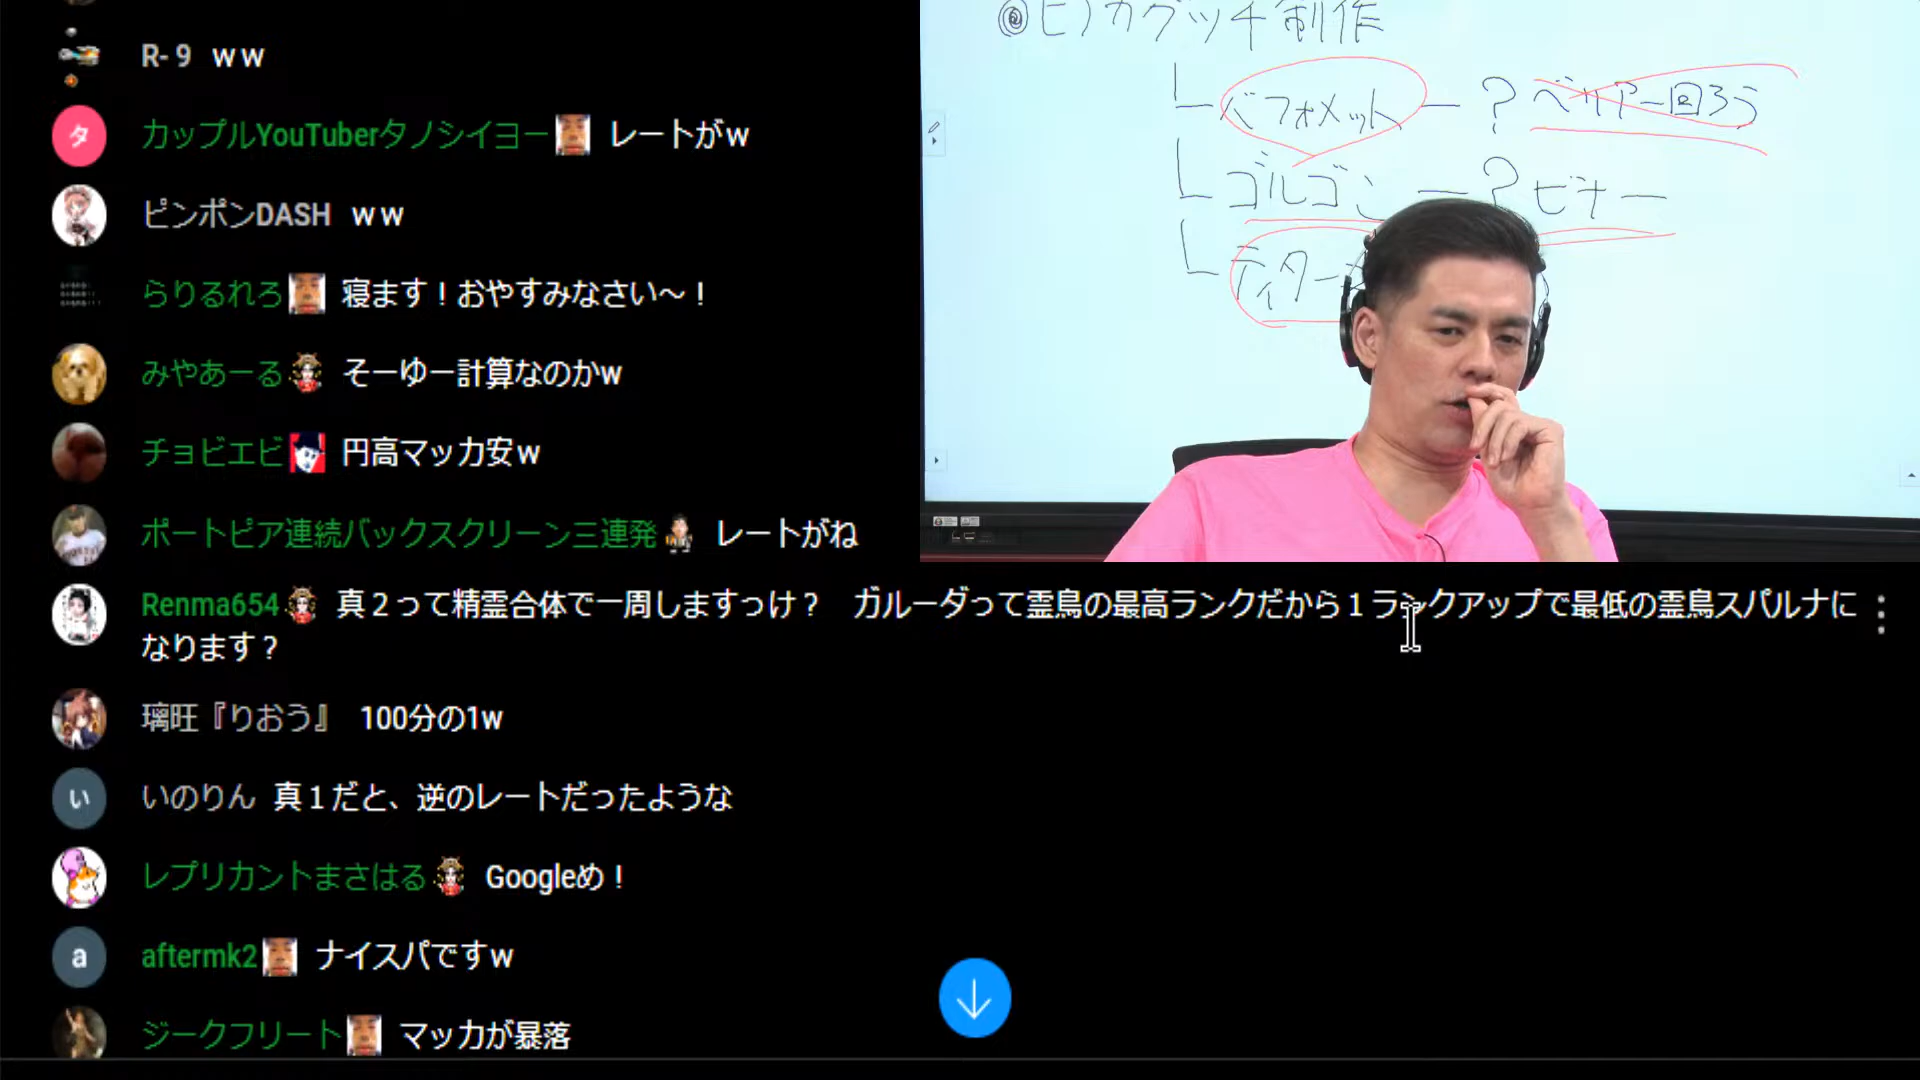 R-9 ww
タ カップルYouTuberタノシイヨー レートがw
ピンポンDASH ww
らりるれろ 寝ます！おやすみなさい～！
みやあーる そーゆー計算なのかw
チョビエビ 円高マッカ安w
ポートピア連続バックスクリーン三連発 レートがね
Renma654 真２って精霊合体で一周しますっけ？　ガルーダって霊鳥の最高ランクだから１ランクアップで最低の霊鳥スパルナに
なります？
璃旺『りおう』 100分の1w
い いのりん 真１だと、逆のレートだったような
レプリカントまさはる Googleめ！
a aftermk2 ナイスパですw
ジークフリート マッカが暴落
◎ヒノカグツチ制作
バフォメット ー ？ベリアー回ろう
ゴルゴン ー ？ビナー